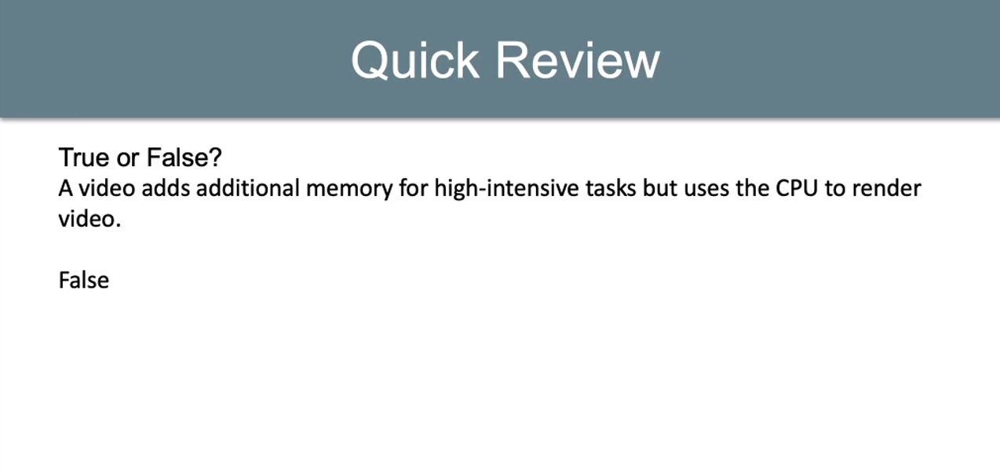 Quick Review
True or False?
A video adds additional memory for high-intensive tasks but uses the CPU to render
video.
False